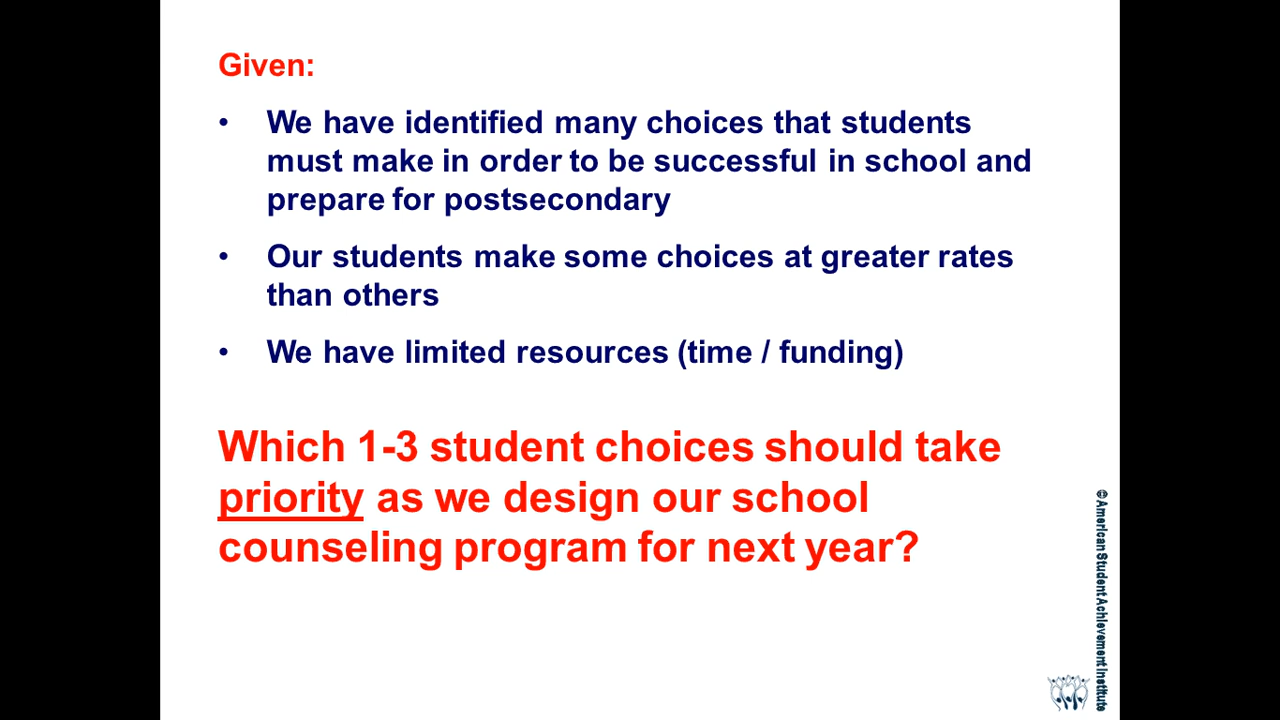 Given:
• We have identified many choices that students
must make in order to be successful in school and
prepare for postsecondary
• Our students make some choices at greater rates
than others
• We have limited resources (time / funding)
Which 1-3 student choices should take
priority as we design our school
counseling program for next year?
©American Student Achievement Institute